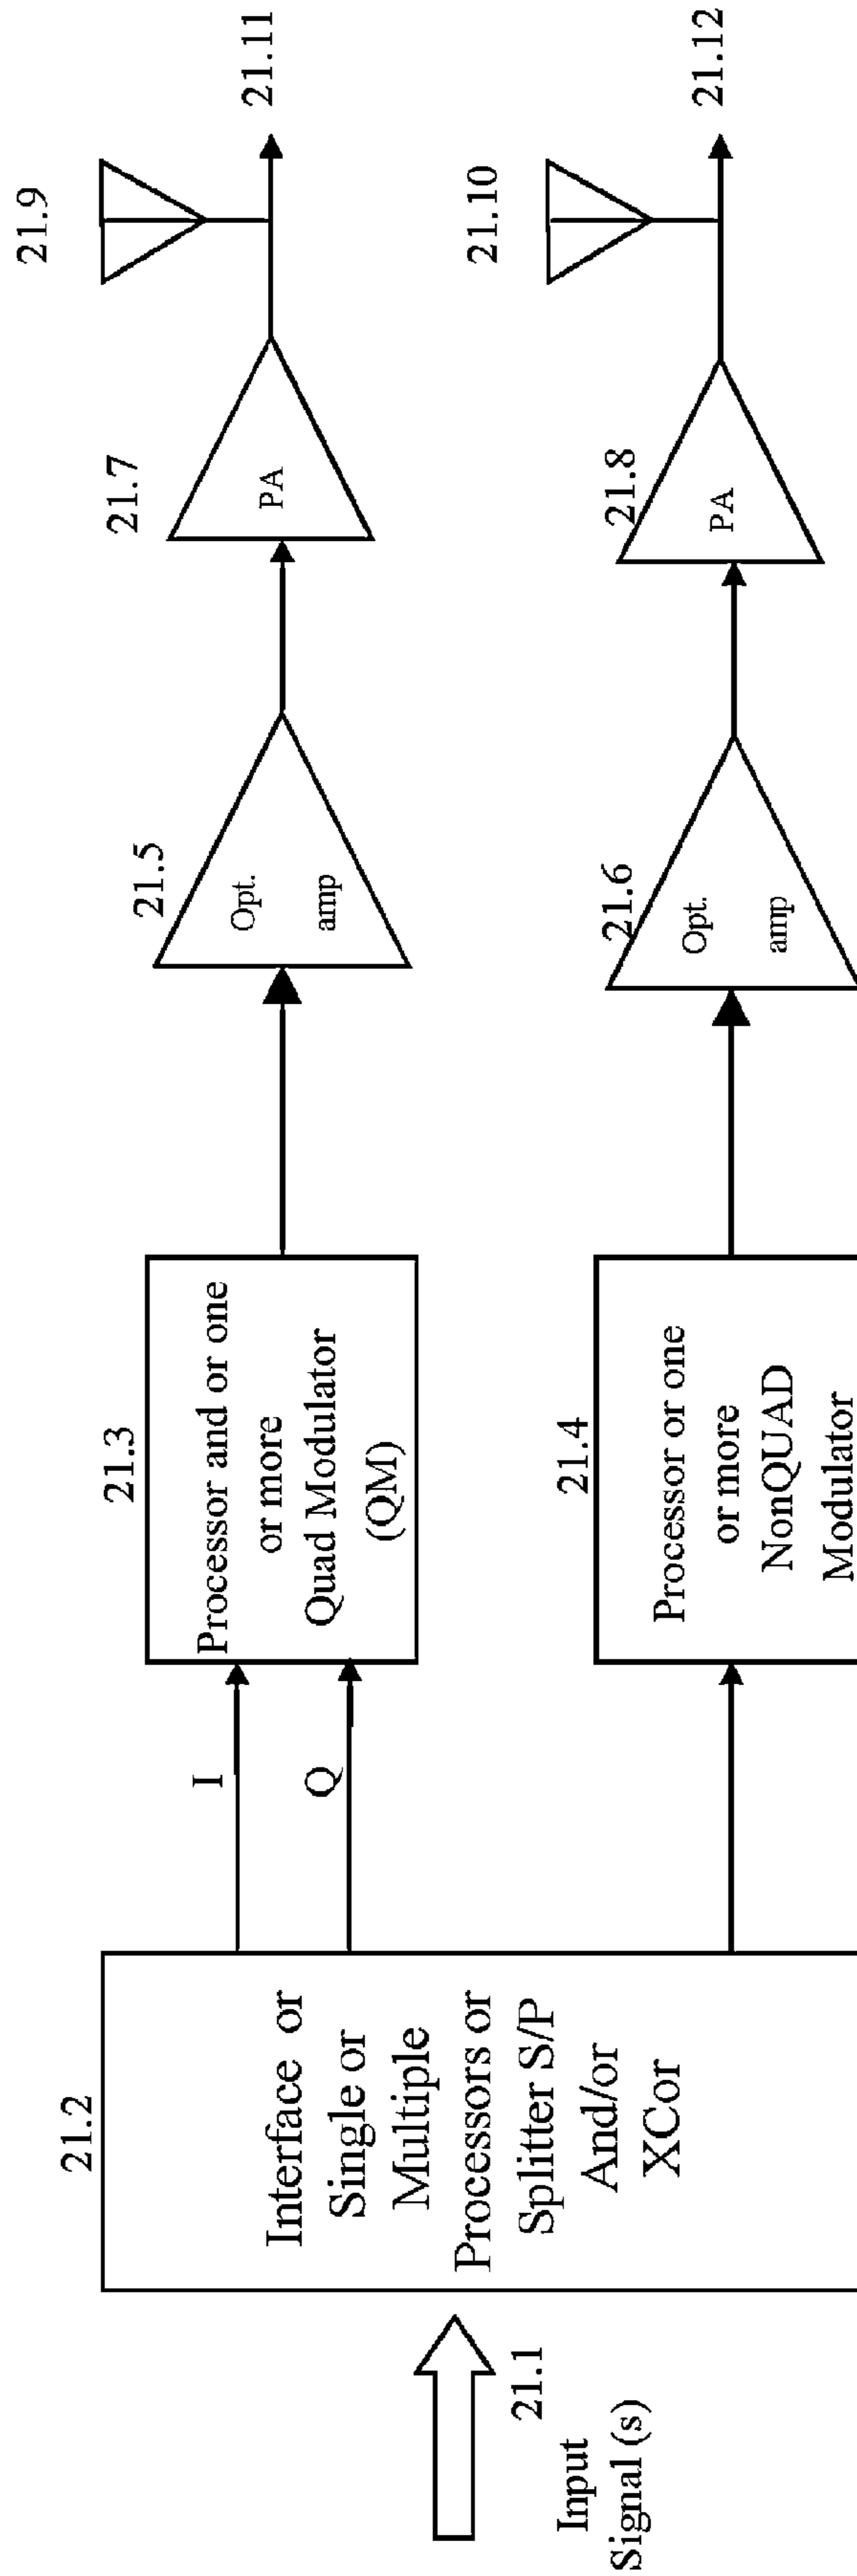 21.1
Input
Signal (s)
21.2
Interface or
Single or
Multiple
Processors or
Splitter S/P
And/or
XCor
I
Q
21.3
Processor and or one
or more
Quad Modulator
(QM)
21.5
Opt.
amp
21.7
PA
21.9
21.11
21.4
Processor or one
or more
NonQUAD
Modulator
21.6
Opt.
amp
21.8
PA
21.10
21.12